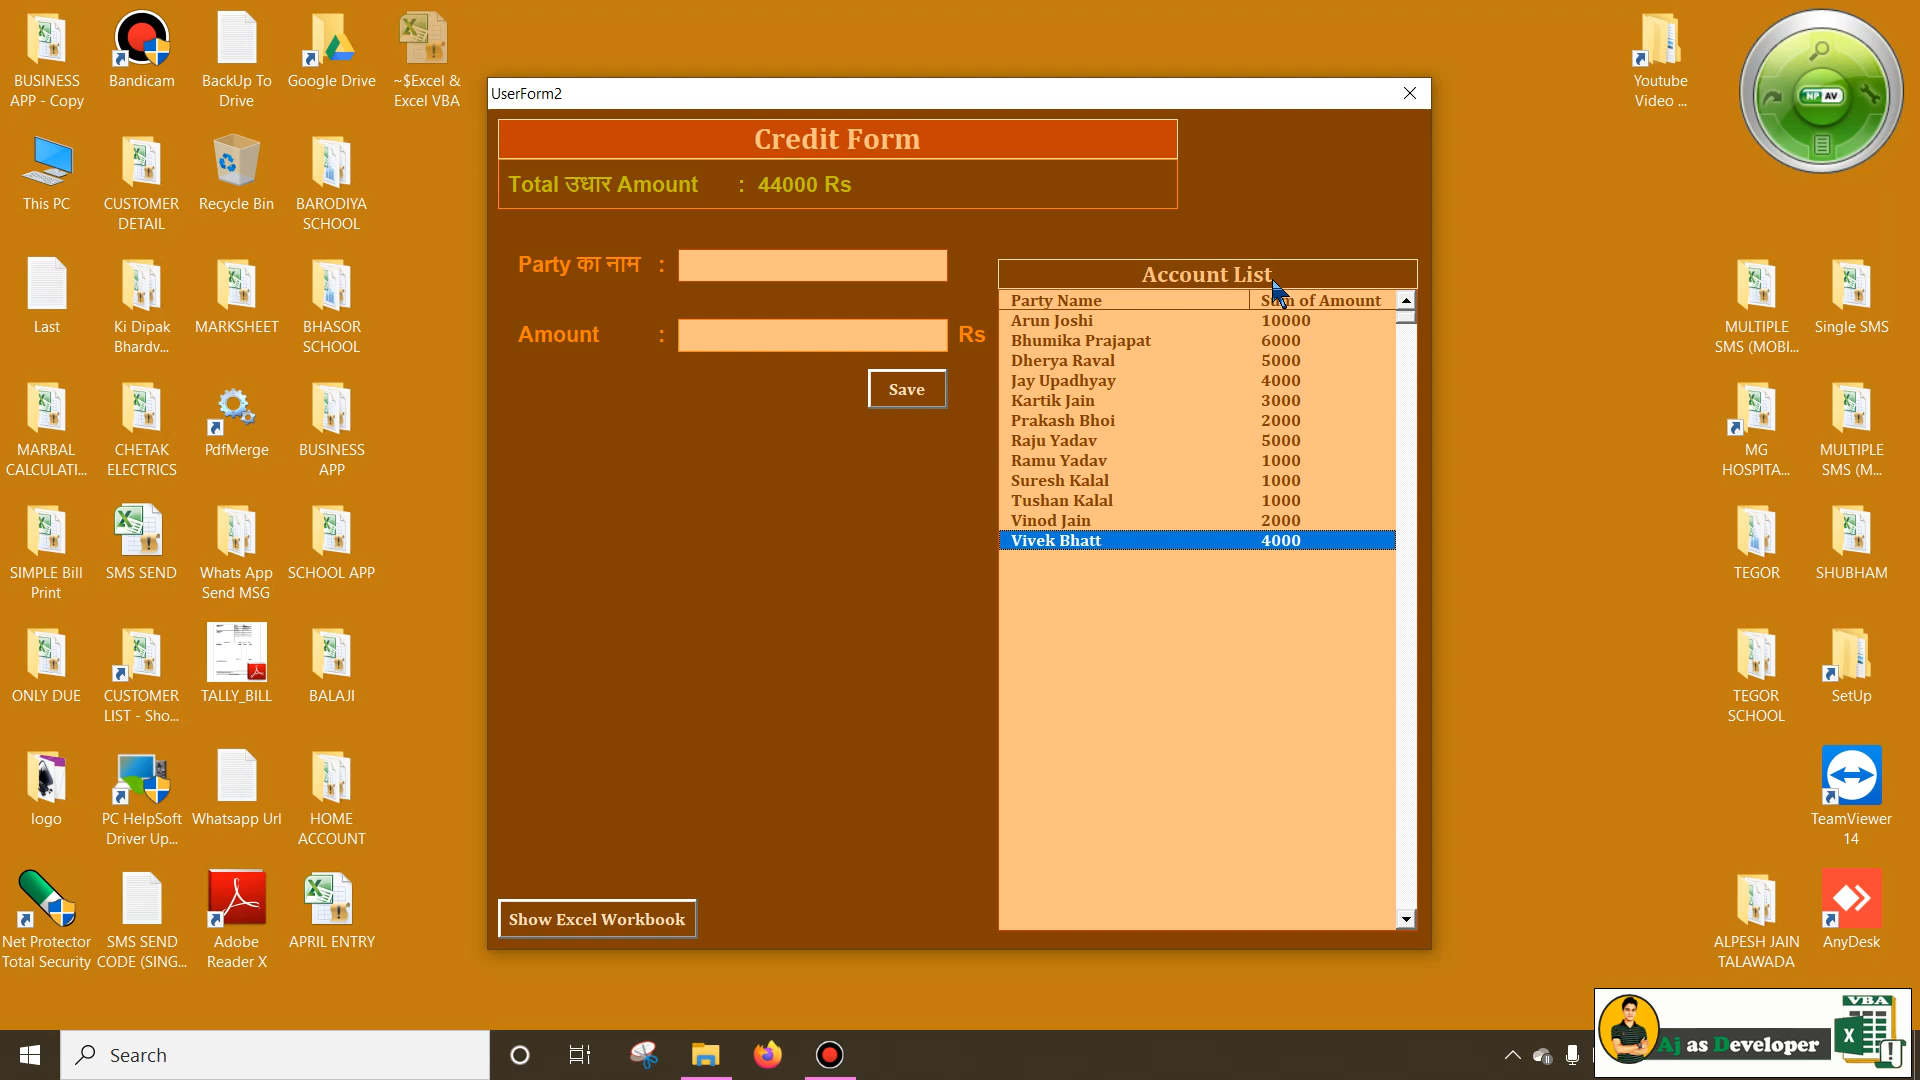 BUSINESS
APP - Copy
Bandicam
BackUp To
Drive
Google Drive
~$Excel &
Excel VBA
Youtube
Video ...
NP AV
This PC
CUSTOMER
DETAIL
Recycle Bin
BARODIYA
SCHOOL
Last
Ki Dipak
Bhardv...
MARKSHEET
BHASOR
SCHOOL
MARBAL
CALCULATI...
CHETAK
ELECTRICS
PdfMerge
BUSINESS
APP
SIMPLE Bill
Print
SMS SEND
Whats App
Send MSG
SCHOOL APP
ONLY DUE
CUSTOMER
LIST - Sho...
TALLY_BILL
BALAJI
logo
PC HelpSoft
Driver Up...
Whatsapp Url
HOME
ACCOUNT
Net Protector
Total Security
SMS SEND
CODE (SING...
Adobe
Reader X
APRIL ENTRY
UserForm2
Credit Form
Total उधार Amount : 44000 Rs
Party का नाम :
Amount : Rs
Save
Show Excel Workbook
Account List
Party Name of Amount
Arun Joshi 10000
Bhumika Prajapat 6000
Dherya Raval 5000
Jay Upadhyay 4000
Kartik Jain 3000
Prakash Bhoi 2000
Raju Yadav 5000
Ramu Yadav 1000
Suresh Kalal 1000
Tushan Kalal 1000
Vinod Jain 2000
Vivek Bhatt 4000
MULTIPLE
SMS (MOBI...
Single SMS
MG
HOSPITA...
MULTIPLE
SMS (M...
TEGOR
SHUBHAM
TEGOR
SCHOOL
SetUp
TeamViewer
14
ALPESH JAIN
TALAWADA
AnyDesk
Search
Aj as Developer
VBA
X